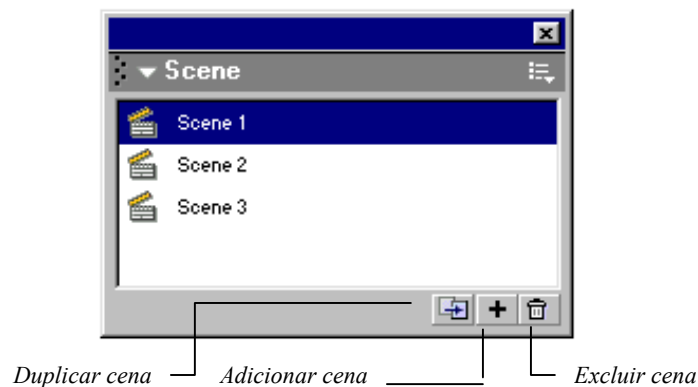 Scene
Scene 1
Scene 2
Scene 3
Duplicar cena Adicionar cena Excluir cena